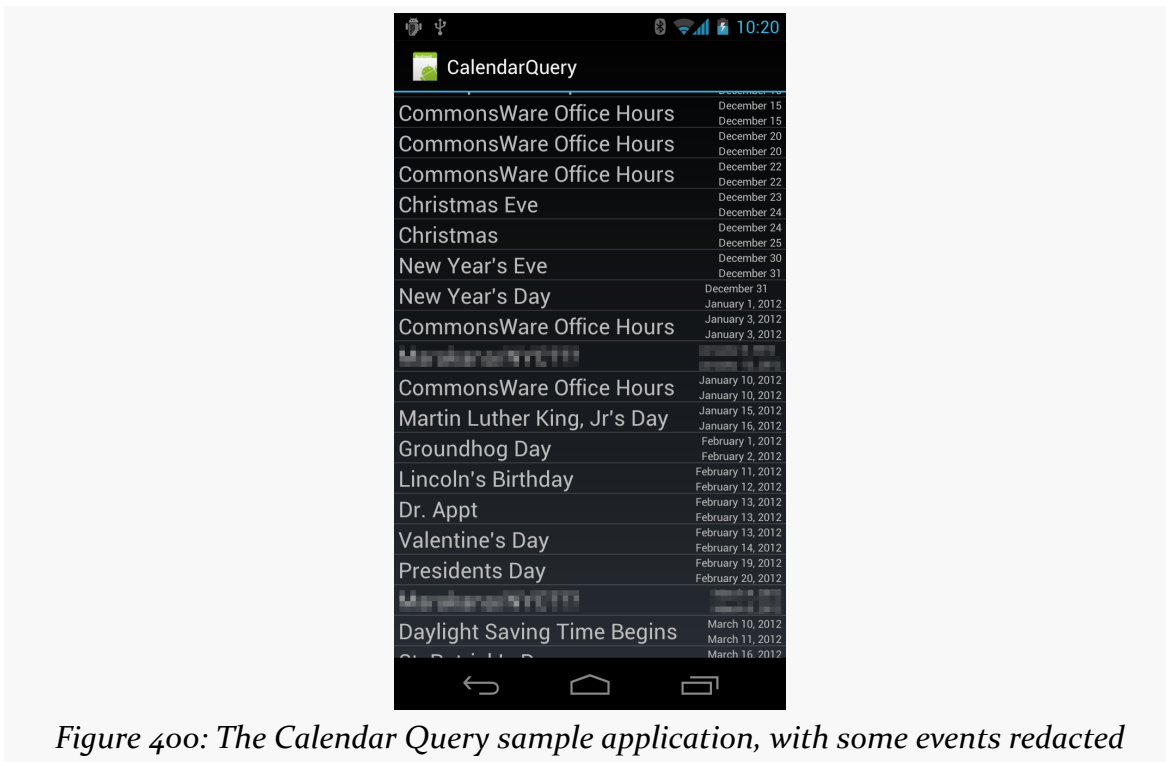 10:20
CalendarQuery
CommonsWare Office Hours
December 15
December 15
CommonsWare Office Hours
December 20
December 20
CommonsWare Office Hours
December 22
December 22
Christmas Eve
December 23
December 24
Christmas
December 24
December 25
New Year's Eve
December 30
December 31
New Year's Day
December 31
January 1, 2012
CommonsWare Office Hours
January 3, 2012
January 3, 2012
CommonsWare Office Hours
January 10, 2012
January 10, 2012
Martin Luther King, Jr's Day
January 15, 2012
January 16, 2012
Groundhog Day
February 1, 2012
February 2, 2012
Lincoln's Birthday
February 11, 2012
February 12, 2012
Dr. Appt
February 13, 2012
February 13, 2012
Valentine's Day
February 13, 2012
February 14, 2012
Presidents Day
February 19, 2012
February 20, 2012
Daylight Saving Time Begins
March 10, 2012
March 11, 2012
March 16, 2012
Figure 400: The Calendar Query sample application, with some events redacted